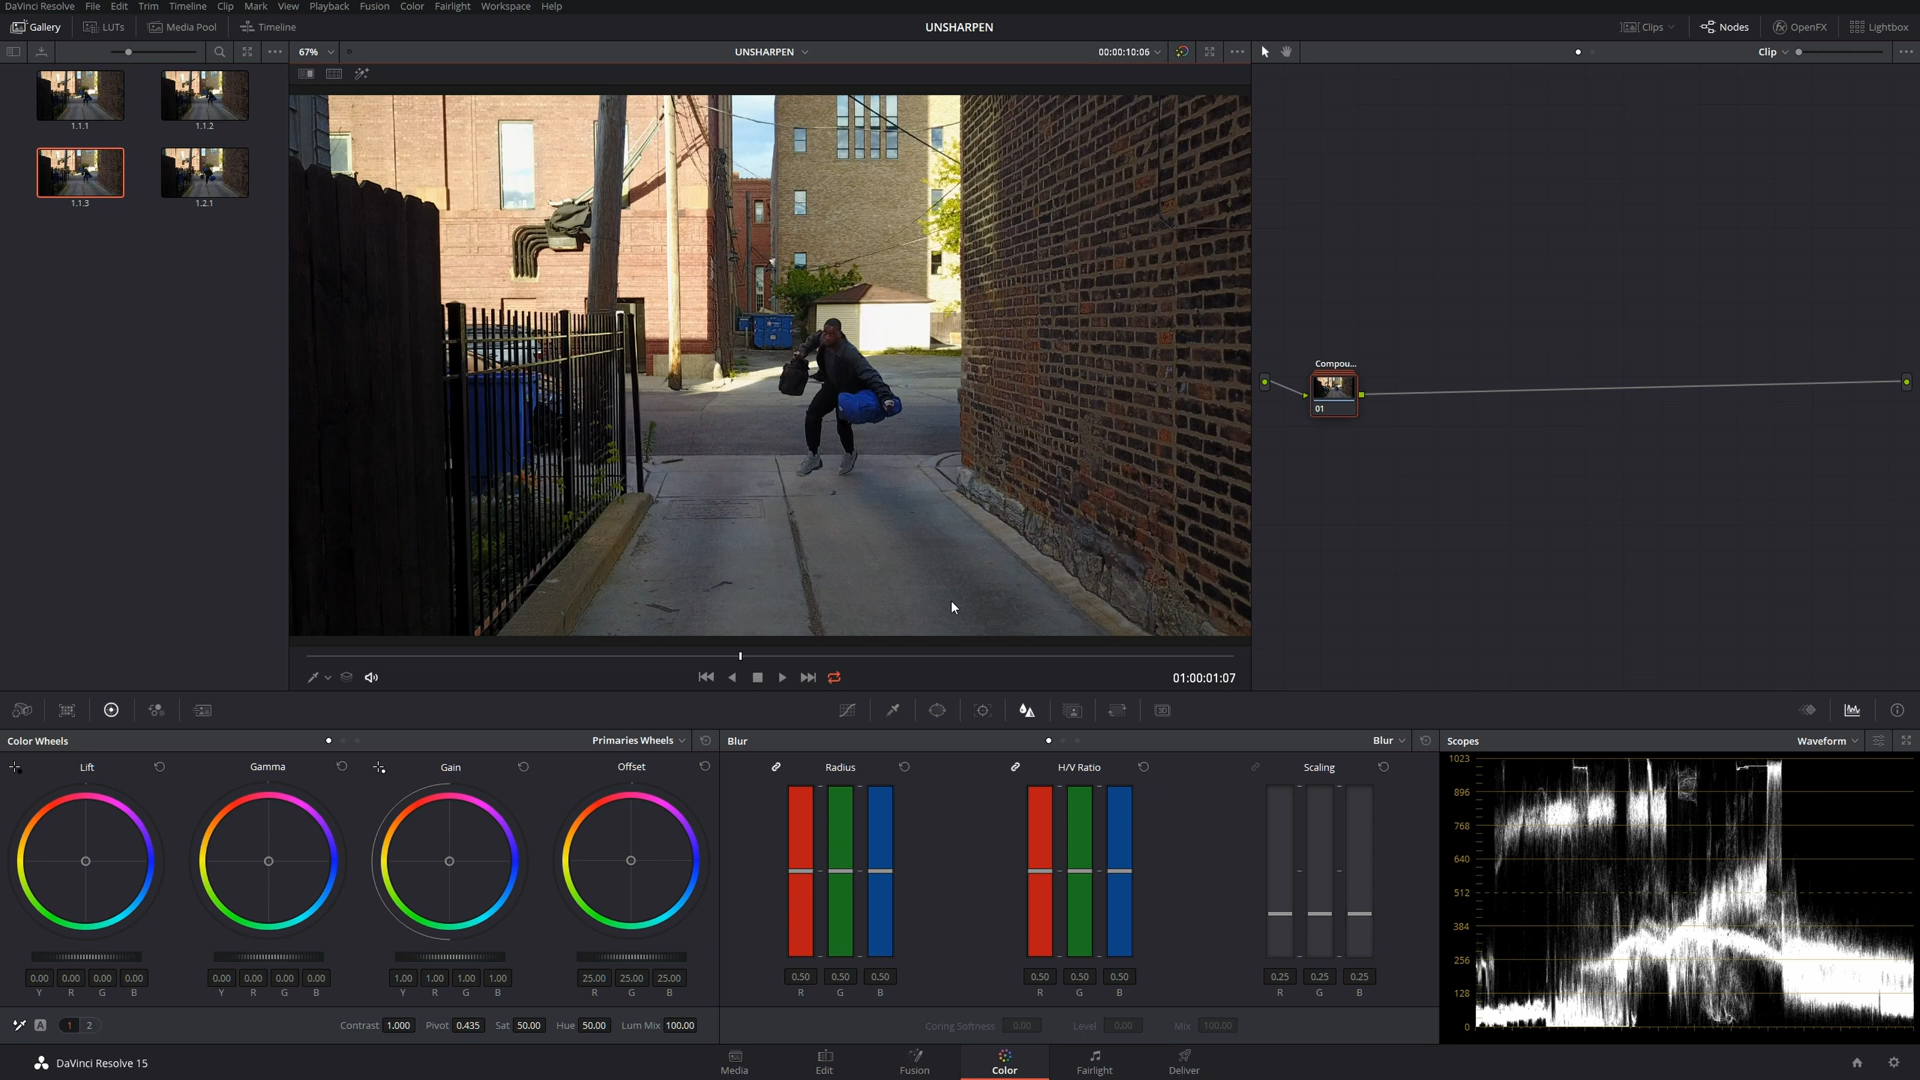 DaVinci Resolve File Edit Trim Timeline Clip Mark View Playback Fusion Color Fairlight Workspace Help
Gallery LUTs Media Pool Timeline UNSHARPEN Clips Nodes OpenFX Lightbox
67% UNSHARPEN 00:00:10:06 Clip
1.1.1 1.1.2
1.1.3 1.2.1
Compou...
01
01:00:01:07
Color Wheels Primaries Wheels Blur Blur Scopes Waveform
Lift Gamma Gain Offset Radius H/V Ratio Scaling
1023
896
768
640
512
384
256
128
0
0.00 0.00 0.00 0.00 0.00 0.00 0.00 0.00 1.00 1.00 1.00 1.00 25.00 25.00 25.00 0.50 0.50 0.50 0.50 0.50 0.50 0.25 0.25 0.25
Y R G B Y R G B Y R G B R G B R G B R G B R G B
A 1 2 Contrast 1.000 Pivot 0.435 Sat 50.00 Hue 50.00 Lum Mix 100.00 Coring Softness 0.00 Level 0.00 Mix 100.00
DaVinci Resolve 15 Media Edit Fusion Color Fairlight Deliver